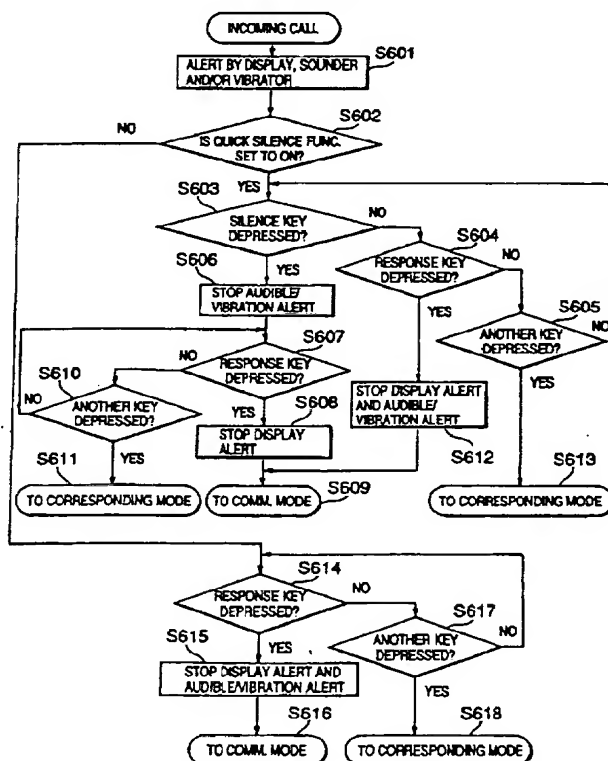 INCOMING CALL
S601
ALERT BY DISPLAY, SOUNDER
AND/OR VIBRATOR
S602
NO
IS QUICK SILENCE FUNC.
SET TO ON?
S603
YES
SILENCE KEY
DEPRESSED?
NO
S604
S606
YES
RESPONSE KEY
DEPRESSED?
NO
S605
STOP AUDIBLE/
VIBRATION ALERT
YES
ANOTHER KEY
DEPRESSED?
NO
S607
S610
NO
RESPONSE KEY
DEPRESSED?
YES
S608
NO
ANOTHER KEY
DEPRESSED?
YES
STOP DISPLAY
ALERT
STOP DISPLAY ALERT
AND AUDIBLE/
VIBRATION ALERT
S611
YES
S612
S613
TO CORRESPONDING MODE
TO COMM. MODE
S609
TO CORRESPONDING MODE
S614
RESPONSE KEY
DEPRESSED?
NO
S617
S615
YES
ANOTHER KEY
DEPRESSED?
NO
STOP DISPLAY ALERT AND
AUDIBLE/VIBRATION ALERT
YES
S616
S618
TO COMM. MODE
TO CORRESPONDING MODE